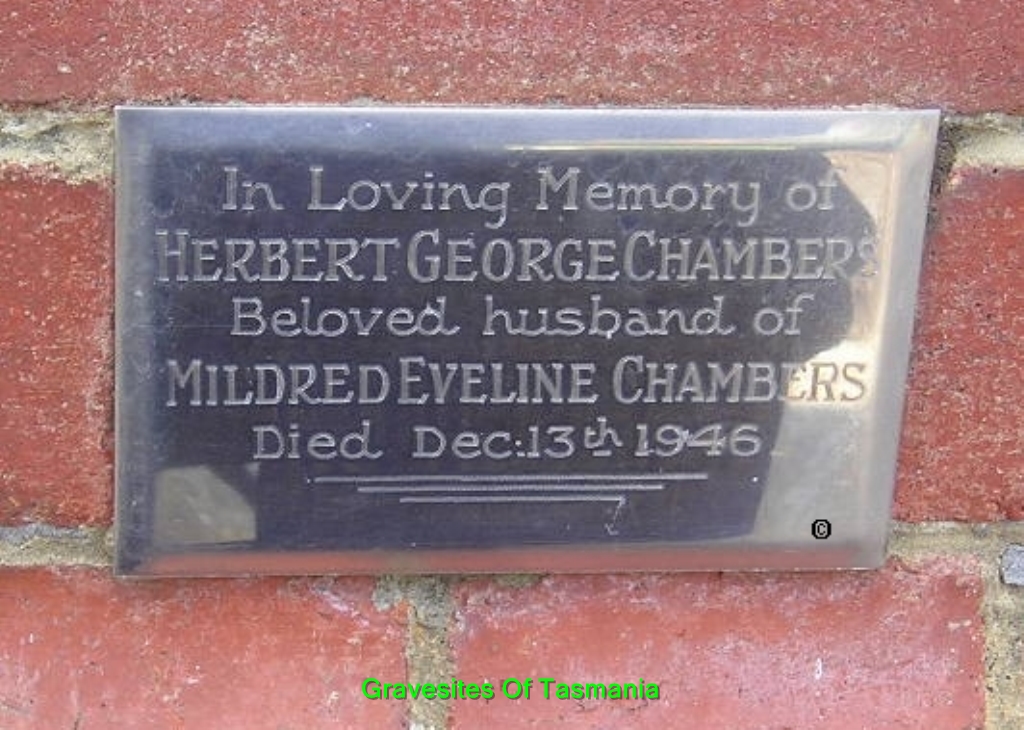 In Loving Memory of
HERBERT GEORGE CHAMBERS
Beloved husband of
MILDRED EVELINE CHAMBERS
Died Dec: 13th 1946.
©
Gravesites Of Tasmania